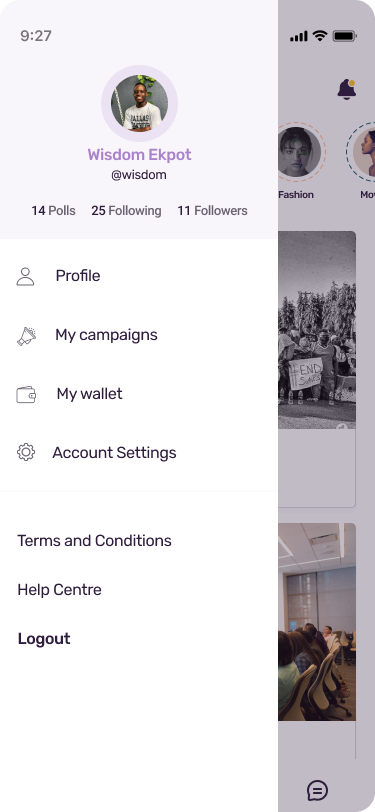 9:27
Wisdom Ekpot
@wisdom
14 Polls 25 Following 11 Followers
Fashion
Profile
My campaigns
#END
SARS
My wallet
Account Settings
Terms and Conditions
Help Centre
Logout